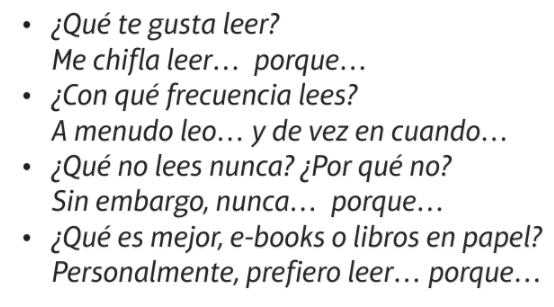 • ¿Qué te gusta leer?
Me chifla leer… porque…
• ¿Con qué frecuencia lees?
A menudo leo… y de vez en cuando…
• ¿Qué no lees nunca? ¿Por qué no?
Sin embargo, nunca… porque…
• ¿Qué es mejor, e-books o libros en papel?
Personalmente, prefiero leer… porque…